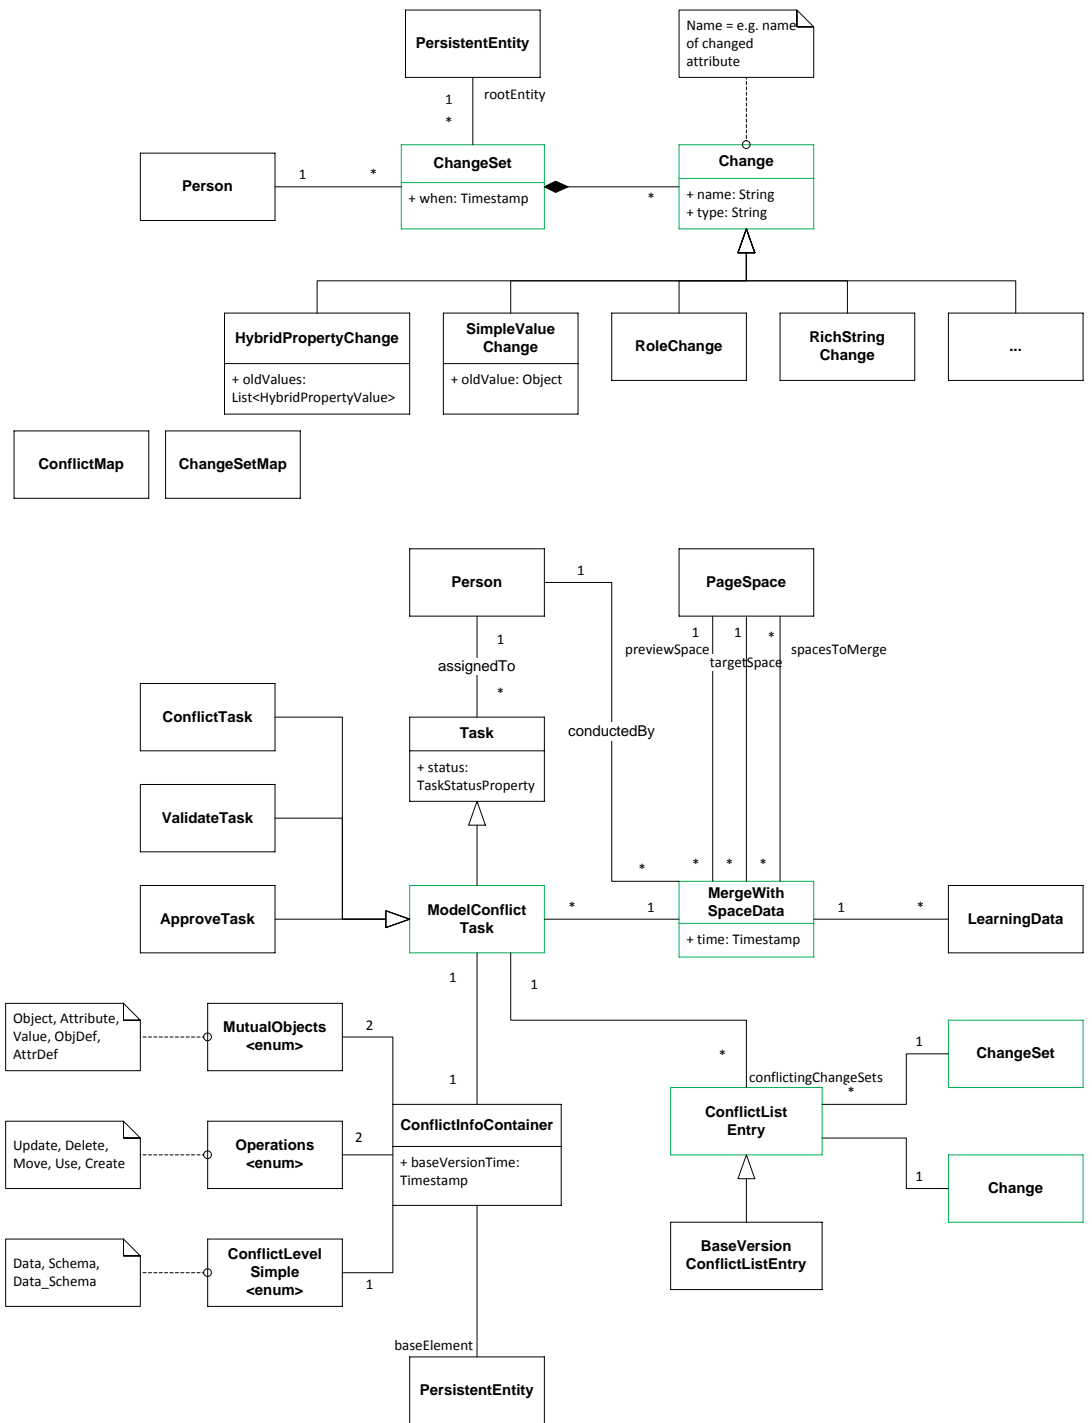 PersistentEntity
Name = e.g. name
of changed
attribute
1
rootEntity
*
Person
1
*
ChangeSet
+ when: Timestamp
*
Change
+ name: String
+ type: String
HybridPropertyChange
+ oldValues:
List<HybridPropertyValue>
SimpleValue
Change
+ oldValue: Object
RoleChange
RichString
Change
...
ConflictMap
ChangeSetMap
Person
1
PageSpace
1
assignedTo
*
1
previewSpace
1
targetSpace
*
spacesToMerge
ConflictTask
Task
+ status:
TaskStatusProperty
conductedBy
ValidateTask
*
*
*
*
ApproveTask
ModelConflict
Task
*
1
MergeWith
SpaceData
+ time: Timestamp
1
*
LearningData
1
1
Object, Attribute,
Value, ObjDef,
AttrDef
MutualObjects
<enum>
2
1
*
conflictingChangeSets
*
1
ChangeSet
ConflictInfoContainer
+ baseVersionTime:
Timestamp
ConflictList
Entry
Update, Delete,
Move, Use, Create
Operations
<enum>
2
1
Change
Data, Schema,
Data_Schema
ConflictLevel
Simple
<enum>
1
BaseVersion
ConflictListEntry
baseElement
PersistentEntity